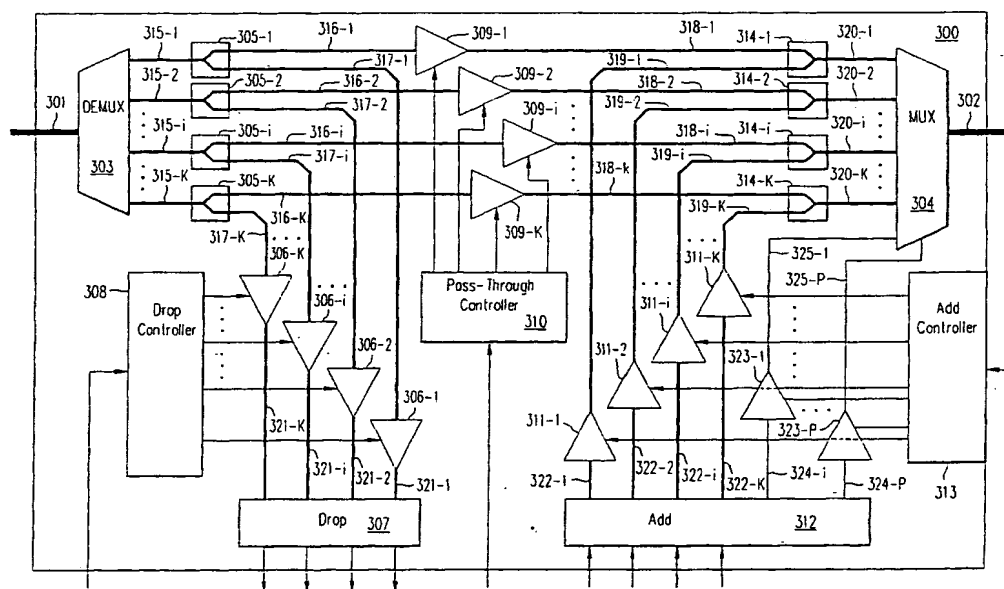 315-1
305-1
316-1
309-1
318-1
314-1
320-1
300
317-1
319-1
315-2
305-2
316-2
309-2
318-2
314-2
320-2
301
DEMUX
317-2
309-i
319-2
MUX
302
315-i
305-i
316-i
318-i
314-i
320-i
303
317-i
319-i
315-K
305-K
318-k
314-K
320-K
316-K
309-K
319-K
304
317-K
325-1
306-K
311-K
325-P
308
Drop
Controller
306-i
Pass-Through
Controller
310
311-i
Add
Controller
306-2
311-2
323-1
306-1
311-1
323-P
321-K
321-i
321-2
321-1
322-1
322-2
322-i
322-K
324-i
324-P
313
Drop
307
Add
312